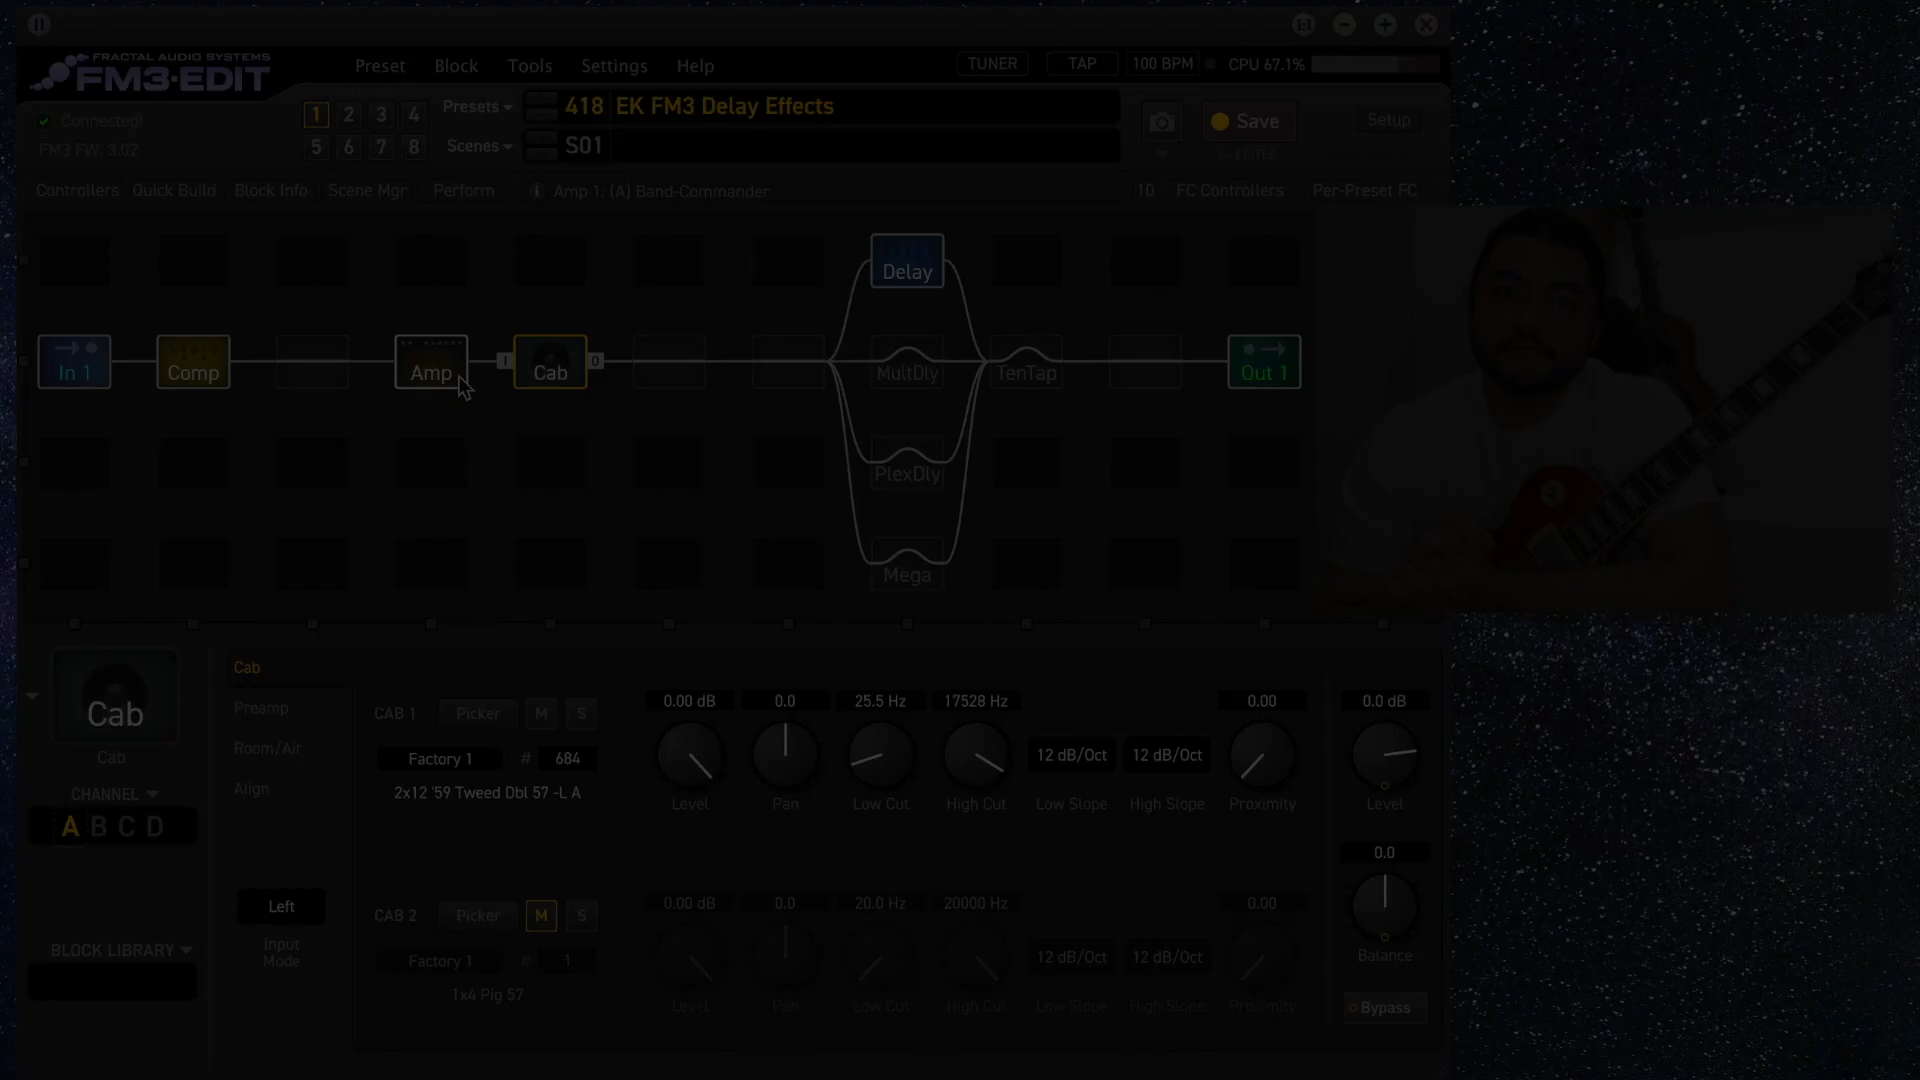 FRACTAL AUDIO SYSTEMS
FM3-EDIT
Preset Block Tools Settings Help
TUNER TAP 100 BPM CPU 67.1%
Connected!
FM3 FW: 3.02
1 2 3 4
5 6 7 8
Presets 418 EK FM3 Delay Effects
Scenes S01
Save
EDITED
Setup
Controllers Quick Build Block Info Scene Mgr Perform Amp 1: (A) Band-Commander 10 FC Controllers Per-Preset FC
Delay
In 1 Comp Amp I Cab O MultDly TenTap Out 1
PlexDly
Mega
Cab
Cab
CHANNEL
A B C D
BLOCK LIBRARY
Cab
Preamp
Room/Air
Align
Left
Input
Mode
CAB 1 Picker M S
Factory 1 # 684
2x12 '59 Tweed Dbl 57 -L A
0.00 dB 0.0 25.5 Hz 17528 Hz 12 dB/Oct 12 dB/Oct 0.00
Level Pan Low Cut High Cut Low Slope High Slope Proximity
CAB 2 Picker M S
Factory 1 # 1
1x4 Pig 57
0.00 dB 0.0 20.0 Hz 20000 Hz 12 dB/Oct 12 dB/Oct 0.00
Level Pan Low Cut High Cut Low Slope High Slope Proximity
0.0 dB
Level
0.0
Balance
Bypass